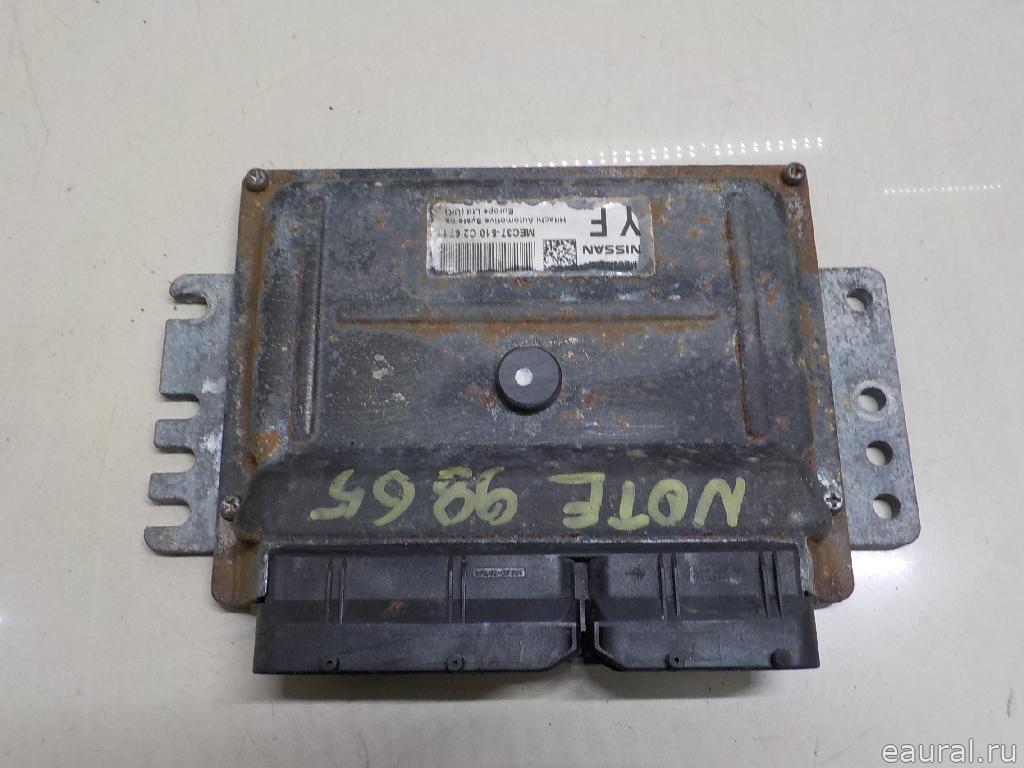 NISSAN
YF
MEC37-510 C2 6711
Hitachi Automotive Systems
Europe Ltd (UK)
NOTE 9865
eaural.ru